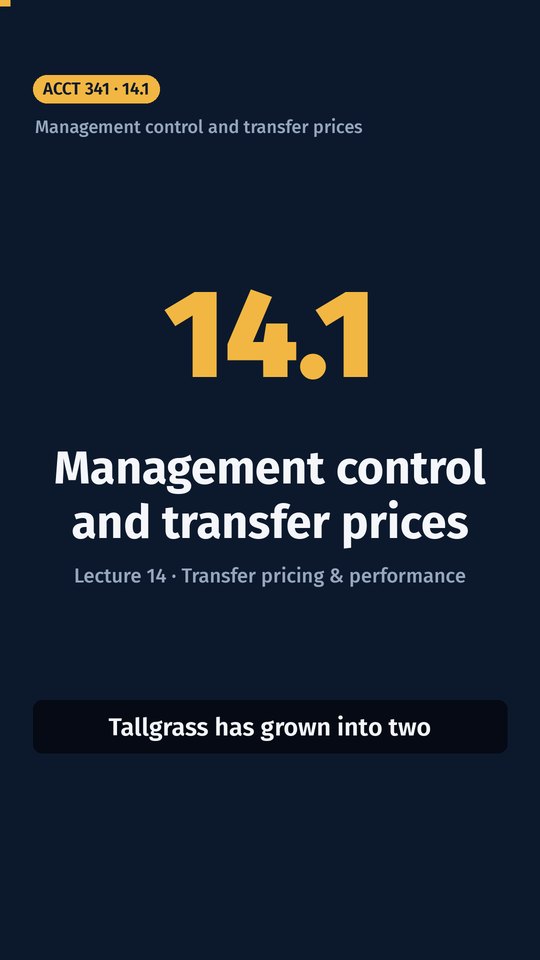 ACCT 341 · 14.1
Management control and transfer prices
14.1
Management control
and transfer prices
Lecture 14 · Transfer pricing & performance
Tallgrass has grown into two